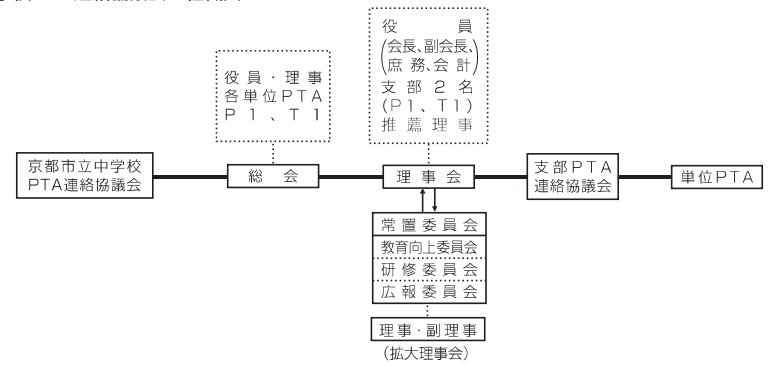 役員
(会長、副会長、
庶務、会計)
支部2名
(P1、T1)
推薦理事
役員・理事
各単位PTA
P1、T1
京都市立中学校
PTA連絡協議会
総会
理事会
支部PTA
連絡協議会
単位PTA
常置委員会
教育向上委員会
研修委員会
広報委員会
理事・副理事
(拡大理事会)